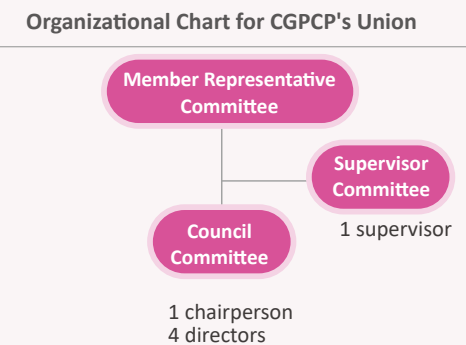 Organizational Chart for CGPCP's Union
Member Representative
Committee
Supervisor
Committee
1 supervisor
Council
Committee
1 chairperson
4 directors